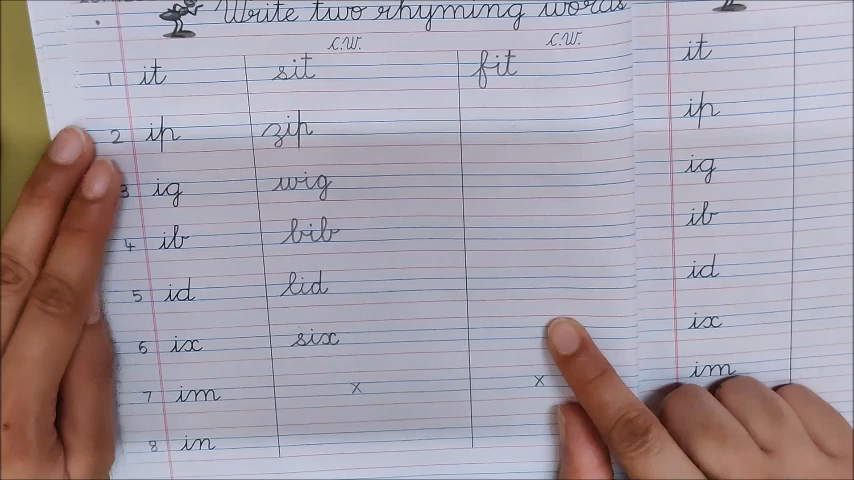 Write two rhyming words
c.w. c.w.
1 it sit fit
2 ip zip
3 ig wig
4 ib bib
5 id lid
6 ix six
7 im x x
8 in
it
ip
ig
ib
id
ix
im